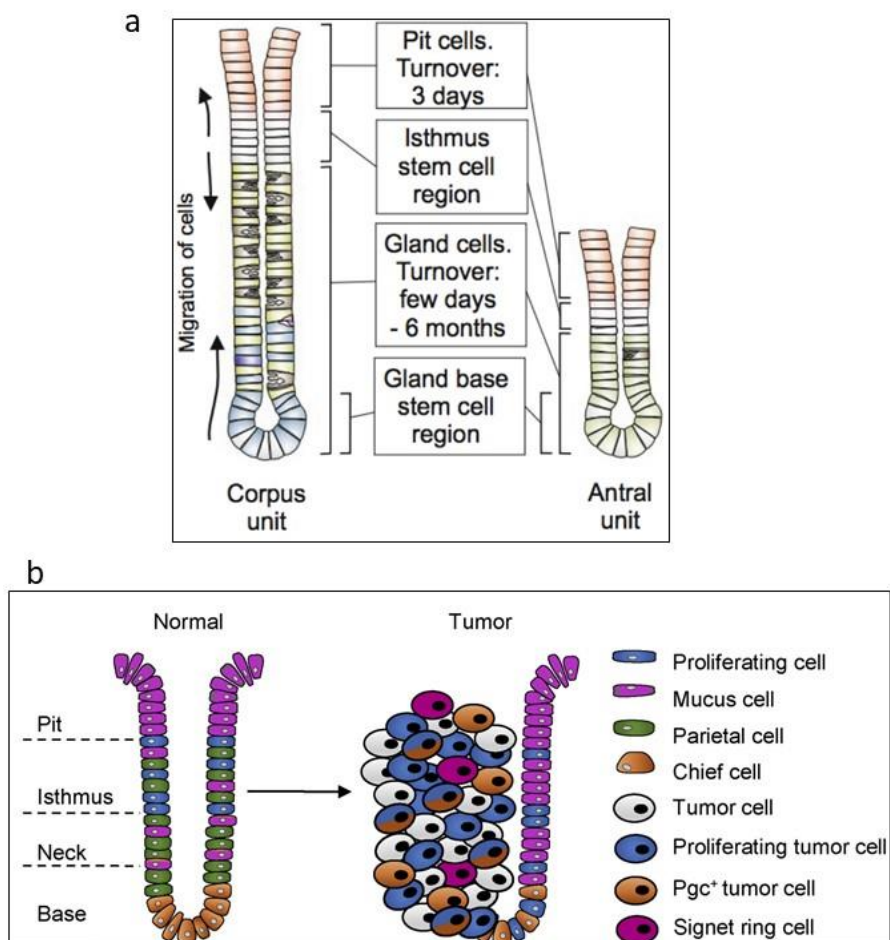 a
Pit cells.
Turnover:
3 days
Isthmus
stem cell
region
Gland cells.
Turnover:
few days
- 6 months
Gland base
stem cell
region
Migration of cells
Corpus
unit
Antral
unit
b
Normal
Tumor
Pit
Isthmus
Neck
Base
Proliferating cell
Mucus cell
Parietal cell
Chief cell
Tumor cell
Proliferating tumor cell
Pgc+ tumor cell
Signet ring cell